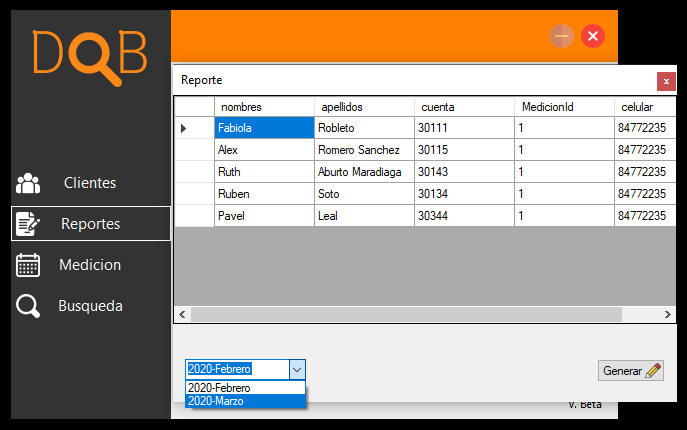 DQB
Clientes
Reportes
Medicion
Busqueda
Reporte
x
nombres apellidos cuenta MedicionId celular
Fabiola Robleto 30111 1 84772235
Alex Romero Sanchez 30115 1 84772235
Ruth Aburto Maradiaga 30143 1 84772235
Ruben Soto 30134 1 84772235
Pavel Leal 30344 1 84772235
2020-Febrero
2020-Febrero
2020-Marzo
Generar
V. Beta